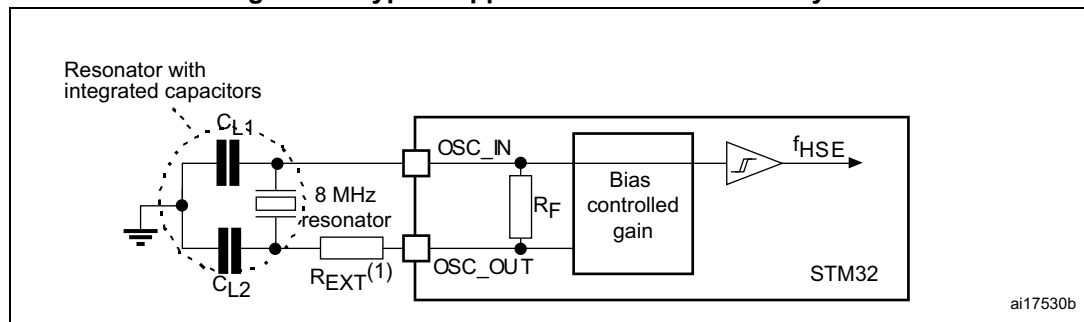 Resonator with
integrated capacitors
CL1
OSC_IN
fHSE
8 MHz
resonator
RF
Bias
controlled
gain
REXT(1)
OSC_OUT
CL2
STM32
ai17530b